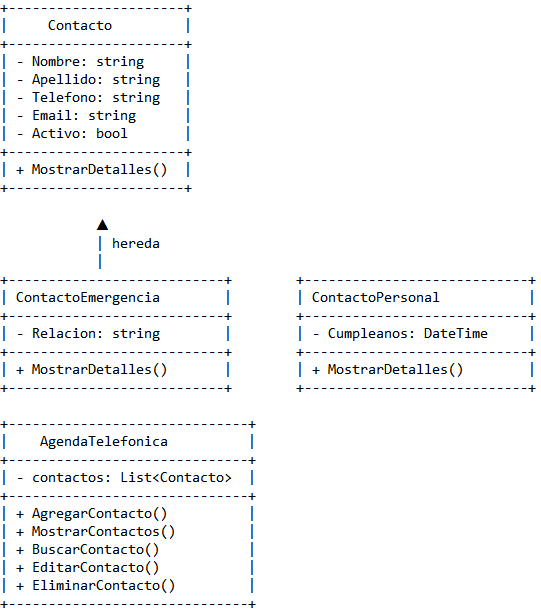 +----------------------+
|     Contacto         |
+----------------------+
| - Nombre: string     |
| - Apellido: string   |
| - Telefono: string   |
| - Email: string      |
| - Activo: bool       |
+----------------------+
| + MostrarDetalles()  |
+----------------------+
            ▲
            | hereda
            |
+---------------------------+        +----------------------------+
| ContactoEmergencia        |        | ContactoPersonal           |
+---------------------------+        +----------------------------+
| - Relacion: string        |        | - Cumpleanos: DateTime     |
+---------------------------+        +----------------------------+
| + MostrarDetalles()       |        | + MostrarDetalles()        |
+---------------------------+        +----------------------------+
+------------------------------+
|    AgendaTelefonica          |
+------------------------------+
| - contactos: List<Contacto>  |
+------------------------------+
| + AgregarContacto()          |
| + MostrarContactos()         |
| + BuscarContacto()           |
| + EditarContacto()           |
| + EliminarContacto()         |
+------------------------------+